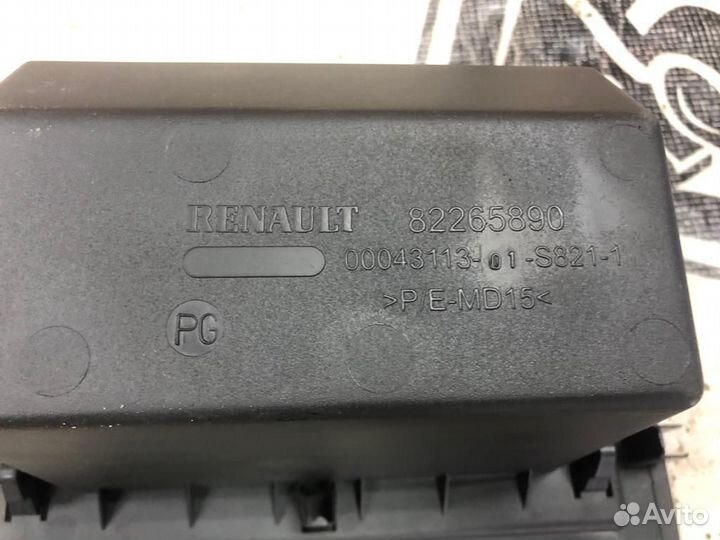 RENAULT 82265890
00043113-01-S821-1
>P/E-MD15<
PG
Avito